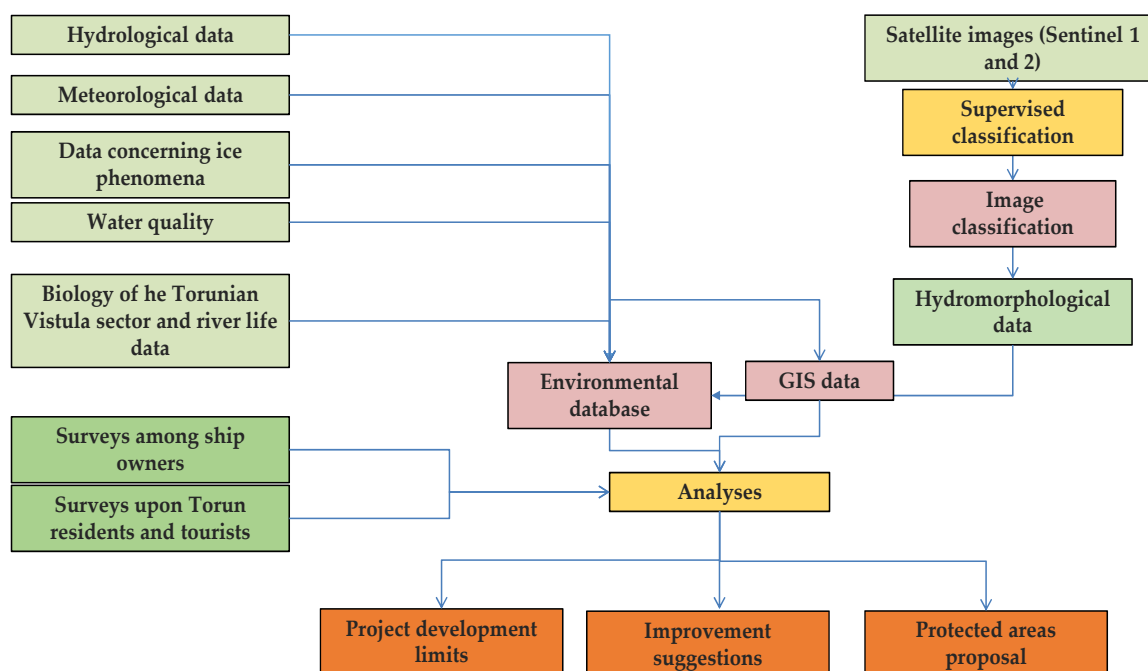 Hydrological data
Satellite images (Sentinel 1
and 2)
Meteorological data
Supervised
classification
Data concerning ice
phenomena
Water quality
Image
classification
Biology of he Torunian
Vistula sector and river life
data
Hydromorphological
data
Environmental
database
GIS data
Surveys among ship
owners
Surveys upon Torun
residents and tourists
Analyses
Project development
limits
Improvement
suggestions
Protected areas
proposal